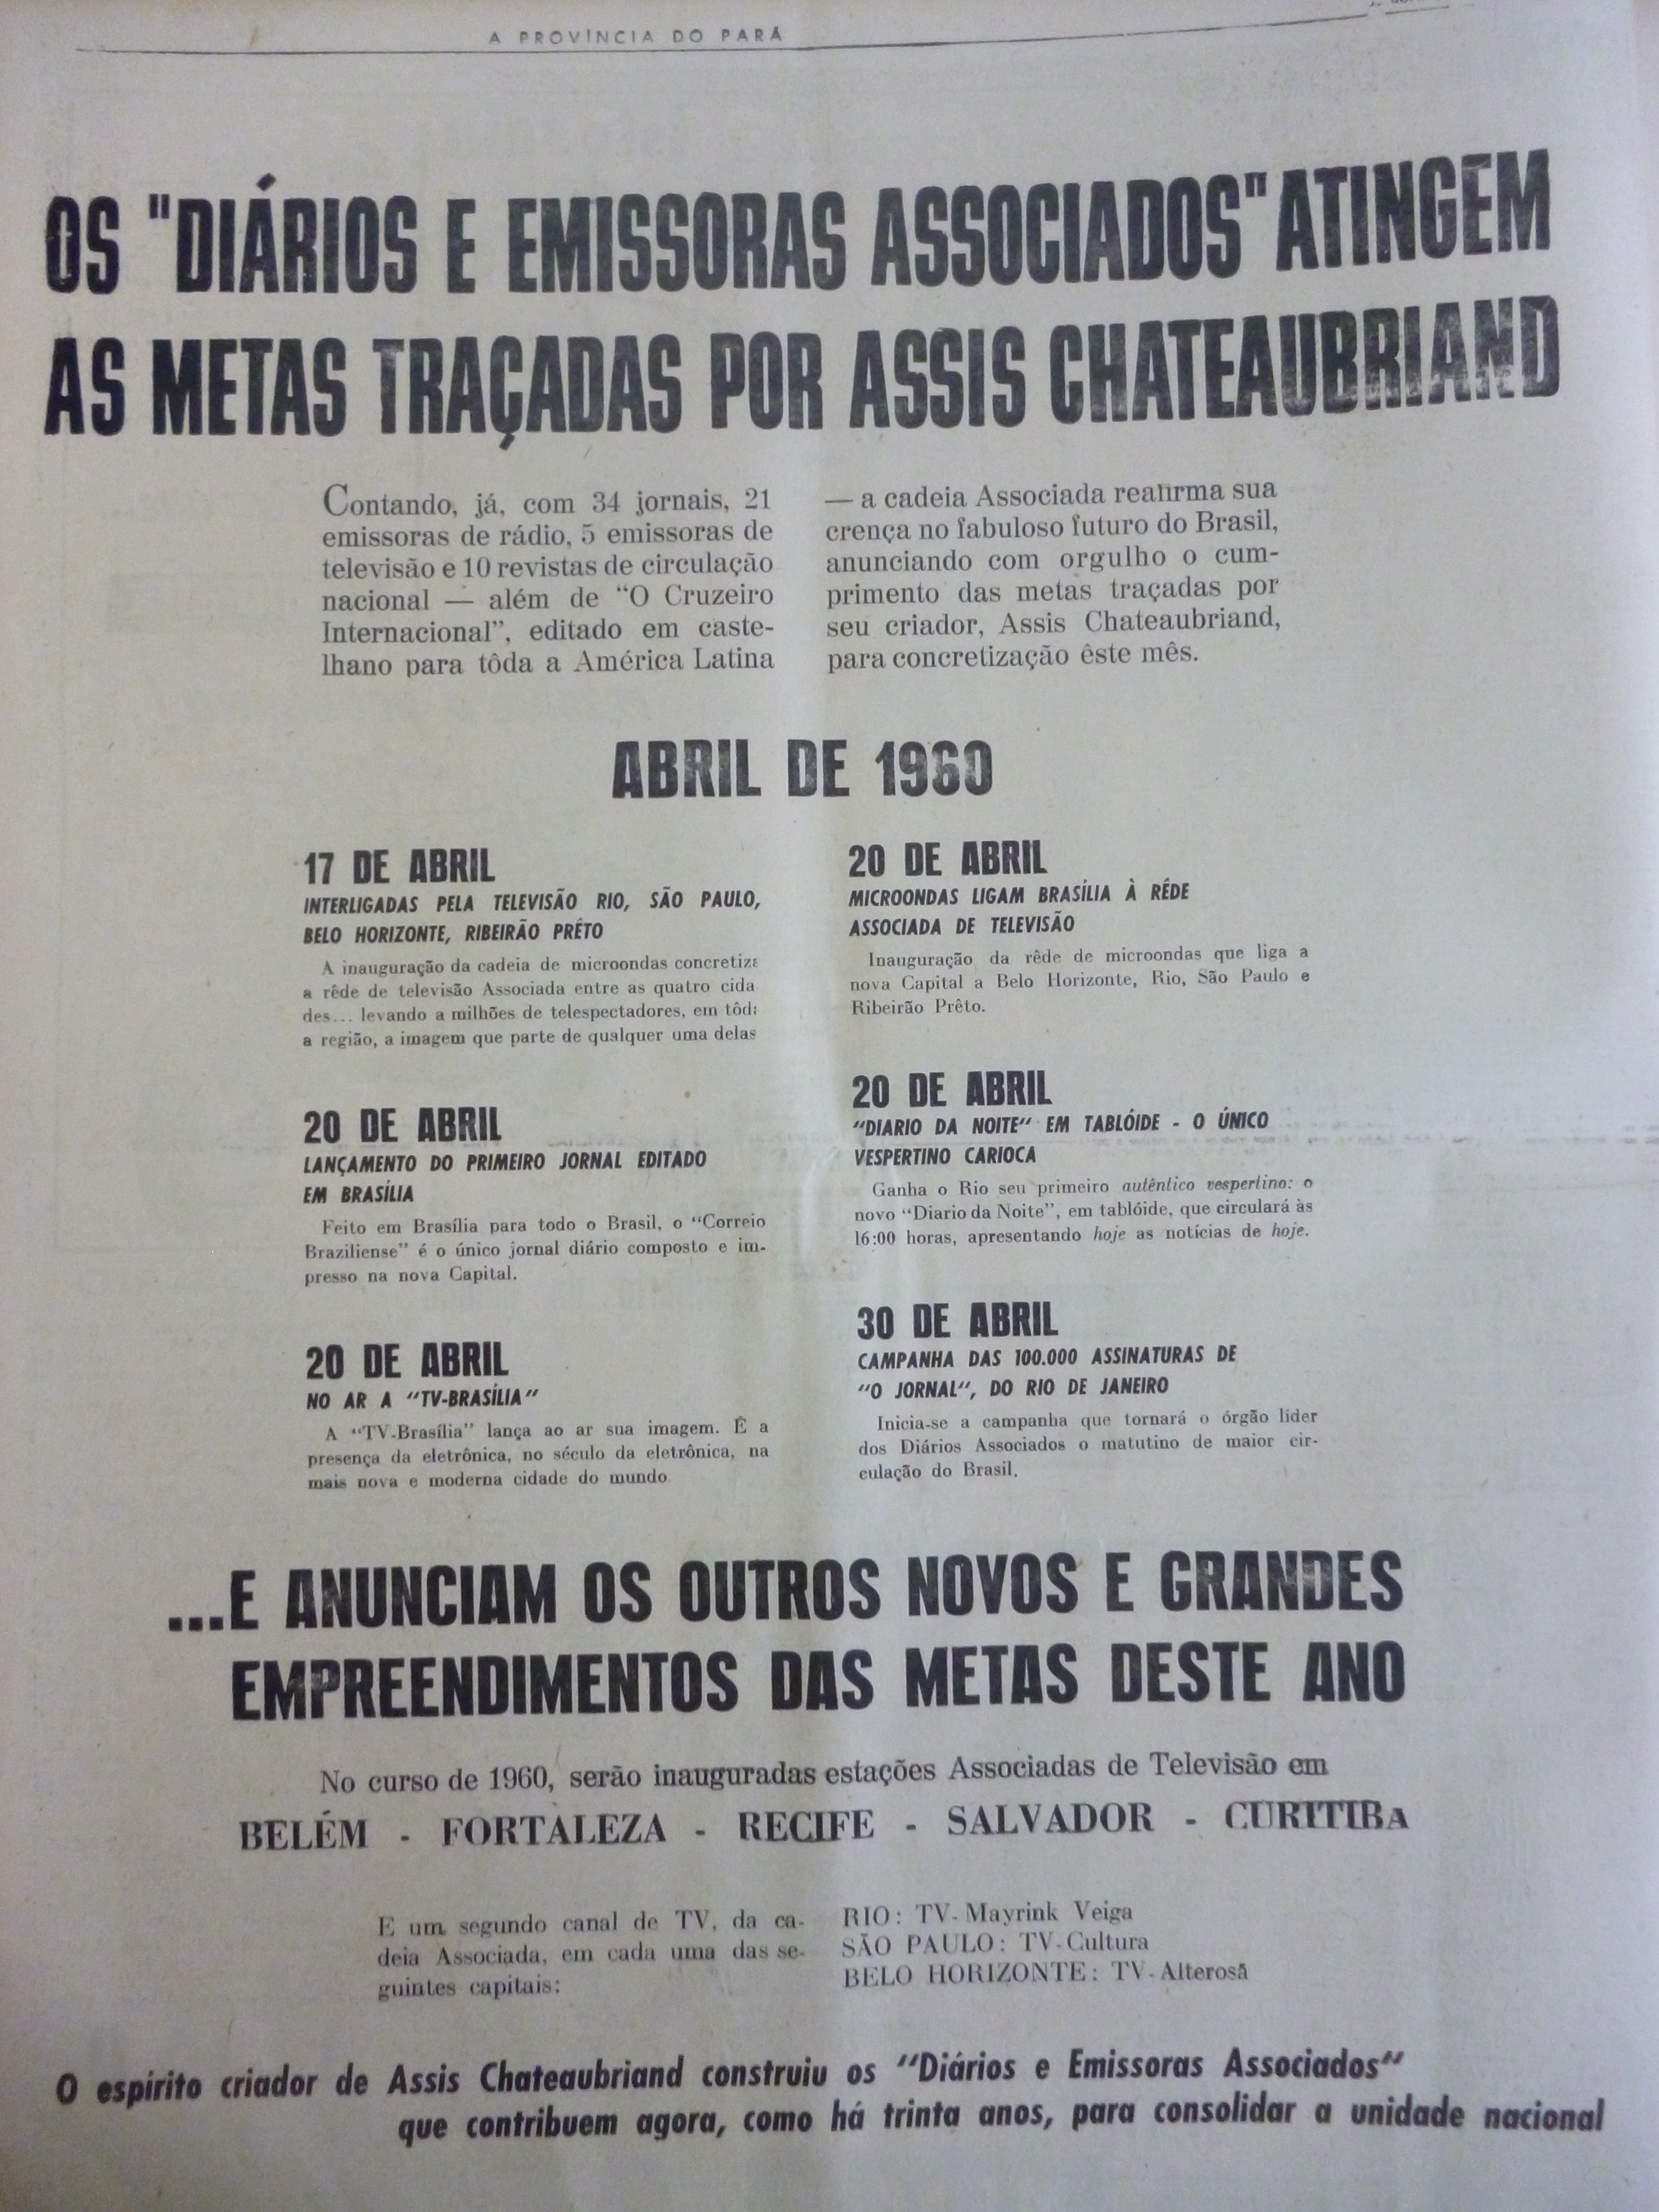 A PROVÍNCIA DO PARÁ
OS "DIÁRIOS E EMISSORAS ASSOCIADOS" ATINGEM
AS METAS TRAÇADAS POR ASSIS CHATEAUBRIAND
Contando, já, com 34 jornais, 21
emissoras de rádio, 5 emissoras de
televisão e 10 revistas de circulação
nacional — além de "O Cruzeiro
Internacional", editado em caste-
lhano para tôda a América Latina
— a cadeia Associada reafirma sua
crença no fabuloso futuro do Brasil,
anunciando com orgulho o cum-
primento das metas traçadas por
seu criador, Assis Chateaubriand,
para concretização êste mês.
ABRIL DE 1960
17 DE ABRIL
INTERLIGADAS PELA TELEVISÃO RIO, SÃO PAULO,
BELO HORIZONTE, RIBEIRÃO PRÊTO
A inauguração da cadeia de microondas concretiza
a rêde de televisão Associada entre as quatro cida
des... levando a milhões de telespectadores, em tôda
a região, a imagem que parte de qualquer uma delas
20 DE ABRIL
LANÇAMENTO DO PRIMEIRO JORNAL EDITADO
EM BRASÍLIA
Feito em Brasília para todo o Brasil, o "Correio
Braziliense" é o único jornal diário composto e im-
presso na nova Capital.
20 DE ABRIL
NO AR A "TV-BRASÍLIA"
A "TV-Brasília" lança ao ar sua imagem. É a
presença da eletrônica, no século da eletrônica, na
mais nova e moderna cidade do mundo.
20 DE ABRIL
MICROONDAS LIGAM BRASÍLIA À RÊDE
ASSOCIADA DE TELEVISÃO
Inauguração da rêde de microondas que liga a
nova Capital a Belo Horizonte, Rio, São Paulo e
Ribeirão Prêto.
20 DE ABRIL
"DIARIO DA NOITE" EM TABLÓIDE - O ÚNICO
VESPERTINO CARIOCA
Ganha o Rio seu primeiro autêntico vespertino: o
novo "Diario da Noite", em tablóide, que circulará às
16:00 horas, apresentando hoje as notícias de hoje.
30 DE ABRIL
CAMPANHA DAS 100.000 ASSINATURAS DE
"O JORNAL", DO RIO DE JANEIRO
Inicia-se a campanha que tornará o órgão líder
dos Diários Associados o matutino de maior cir-
culação do Brasil.
...E ANUNCIAM OS OUTROS NOVOS E GRANDES
EMPREENDIMENTOS DAS METAS DESTE ANO
No curso de 1960, serão inauguradas estações Associadas de Televisão em
BELÉM - FORTALEZA - RECIFE - SALVADOR - CURITIBA
E um segundo canal de TV, da ca-
deia Associada, em cada uma das se-
guintes capitais:
RIO: TV-Mayrink Veiga
SÃO PAULO: TV-Cultura
BELO HORIZONTE: TV-Alterosa
O espírito criador de Assis Chateaubriand construiu os "Diários e Emissoras Associados"
que contribuem agora, como há trinta anos, para consolidar a unidade nacional